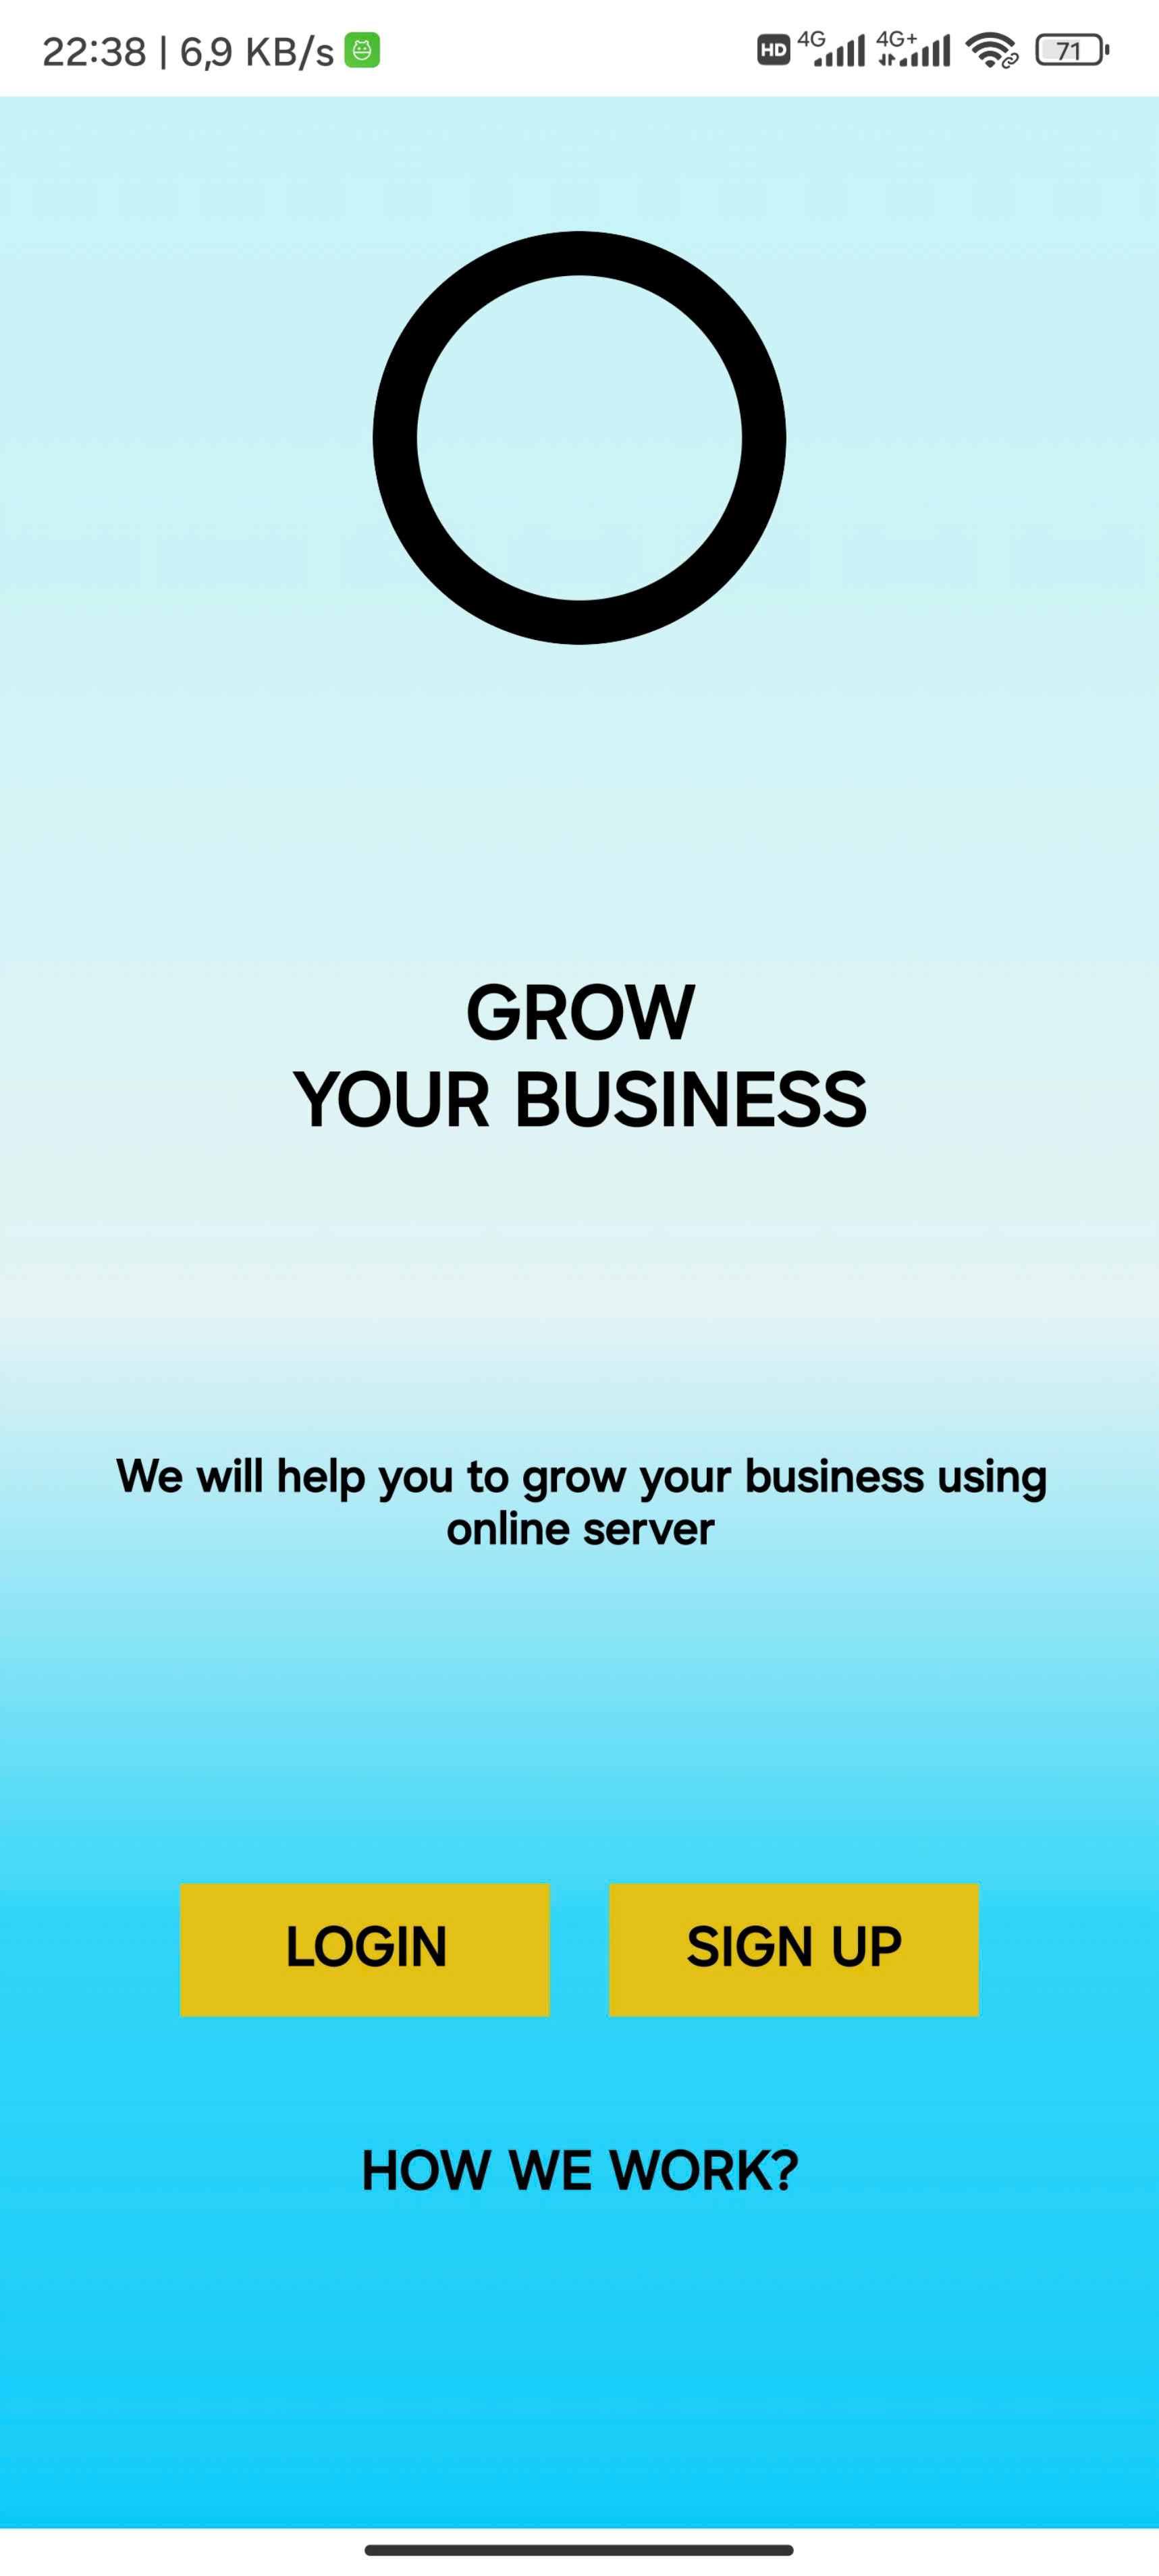 22:38 | 6,9 KB/s HD 4G 4G+ 71
GROW
YOUR BUSINESS
We will help you to grow your business using
online server
LOGIN SIGN UP
HOW WE WORK?